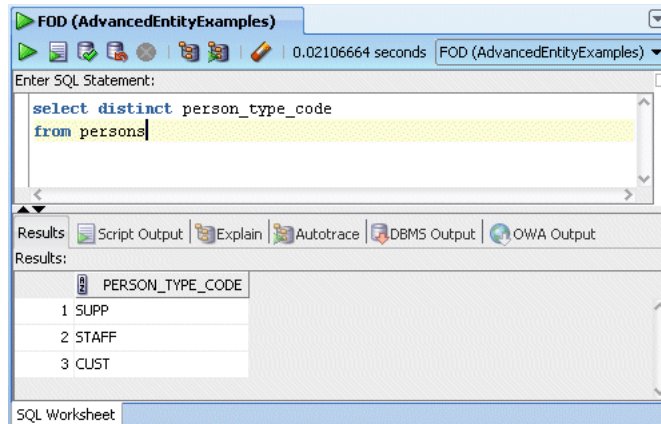 FOD (AdvancedEntityExamples)
0.02106664 seconds FOD (AdvancedEntityExamples)
Enter SQL Statement:
select distinct person_type_code
from persons
Results Script Output Explain Autotrace DBMS Output OWA Output
Results:
PERSON_TYPE_CODE
1 SUPP
2 STAFF
3 CUST
SQL Worksheet